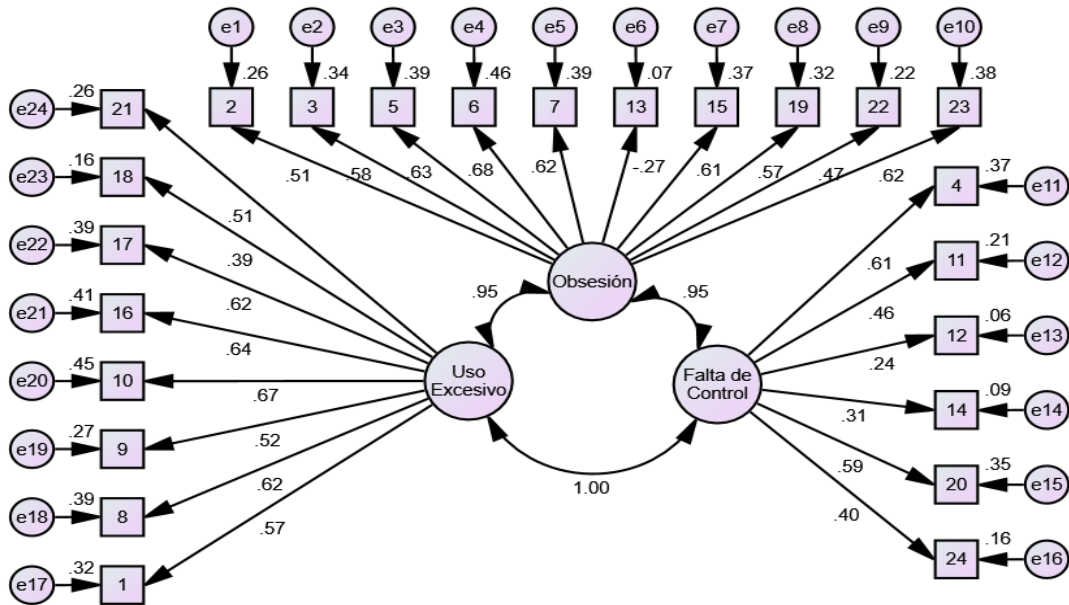 e1 e2 e3 e4 e5 e6 e7 e8 e9 e10
.26 .34 .39 .46 .39 .07 .37 .32 .22 .38
2 3 5 6 7 13 15 19 22 23
.51 .58 .63 .68 .62 -.27 .61 .57 .47 .62
e24 .26 21
e23 .16 18
e22 .39 17
e21 .41 16
e20 .45 10
e19 .27 9
e18 .39 8
e17 .32 1
.51
.39
.62
.64
.67
.52
.62
.57
Obsesión
.95 .95
Uso
Excesivo
Falta de
Control
1.00
.61
.46
.24
.31
.59
.40
4 .37 e11
11 .21 e12
12 .06 e13
14 .09 e14
20 .35 e15
24 .16 e16